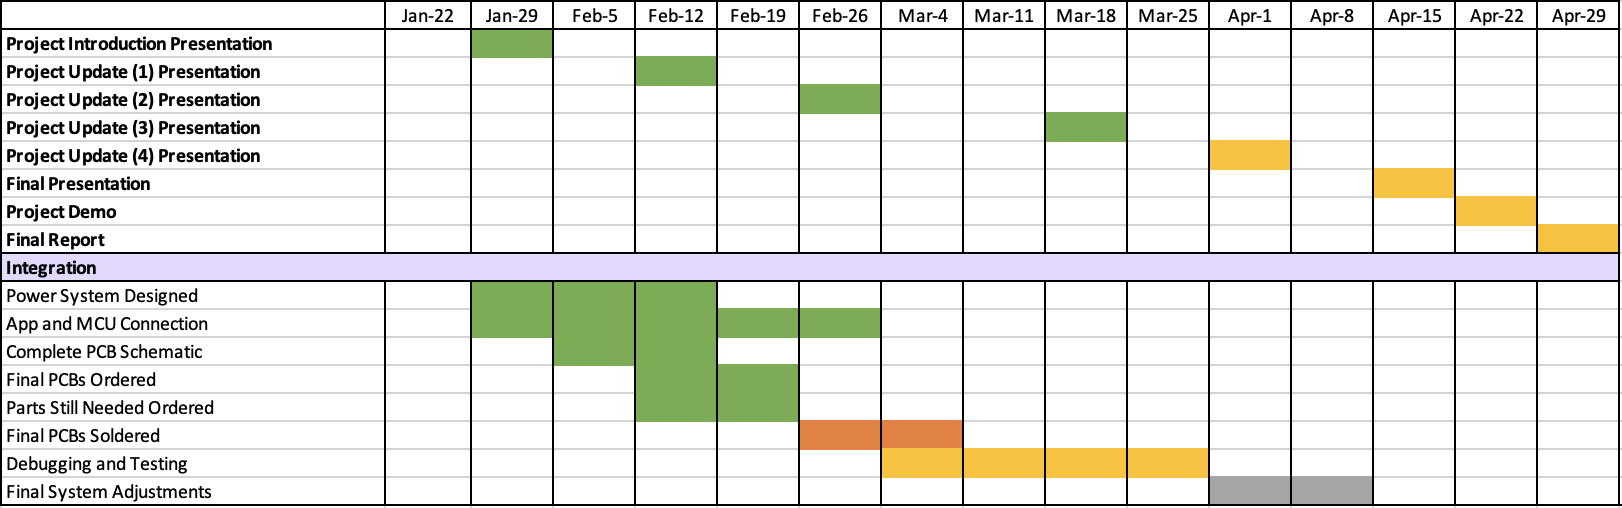 Jan-22 Jan-29 Feb-5 Feb-12 Feb-19 Feb-26 Mar-4 Mar-11 Mar-18 Mar-25 Apr-1 Apr-8 Apr-15 Apr-22 Apr-29
Project Introduction Presentation
Project Update (1) Presentation
Project Update (2) Presentation
Project Update (3) Presentation
Project Update (4) Presentation
Final Presentation
Project Demo
Final Report
Integration
Power System Designed
App and MCU Connection
Complete PCB Schematic
Final PCBs Ordered
Parts Still Needed Ordered
Final PCBs Soldered
Debugging and Testing
Final System Adjustments